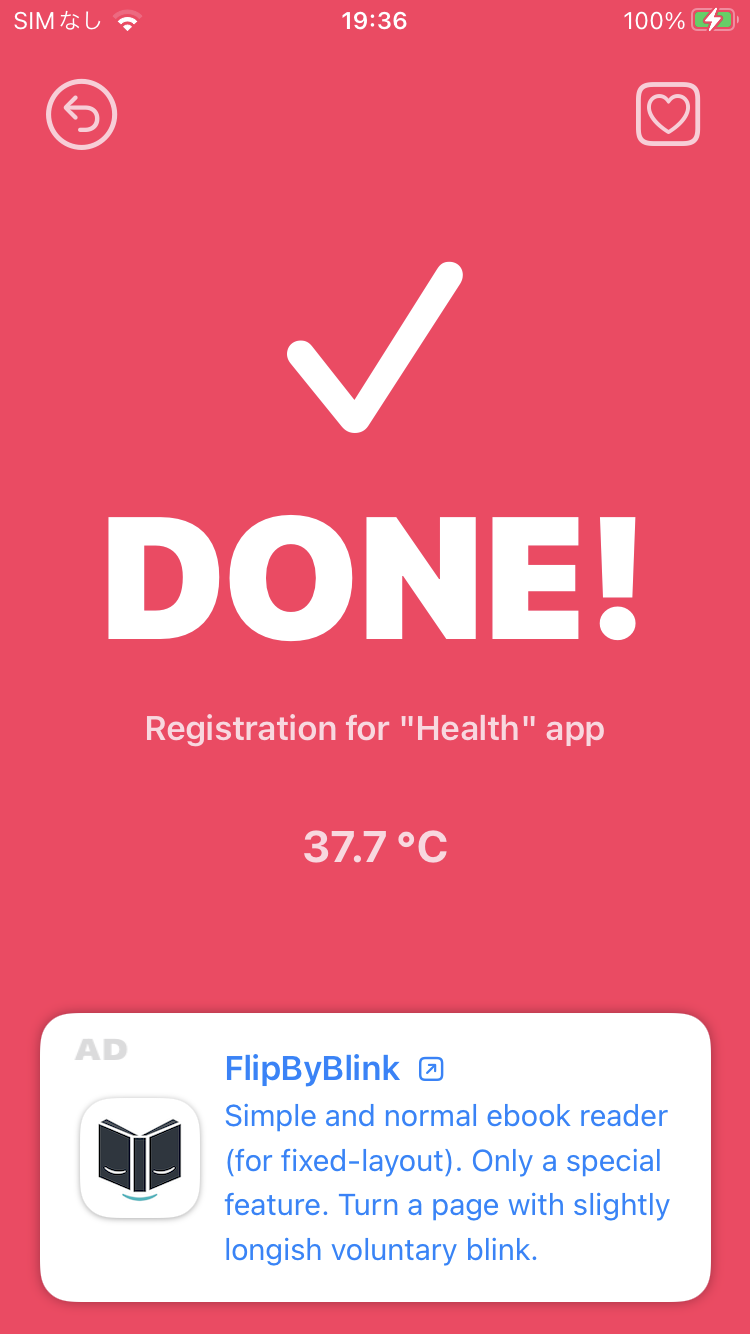 SIMなし 19:36 100%
DONE!
Registration for "Health" app
37.7 °C
AD
FlipByBlink
Simple and normal ebook reader
(for fixed-layout). Only a special
feature. Turn a page with slightly
longish voluntary blink.